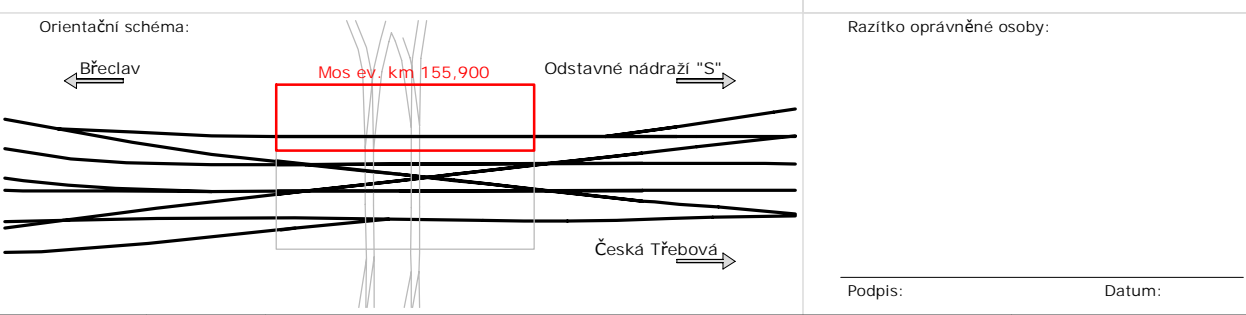 Orientační schéma:
Břeclav
Mos ev. km 155,900
Odstavné nádraží "S"
Česká Třebová
Razítko oprávněné osoby:
Podpis:
Datum: